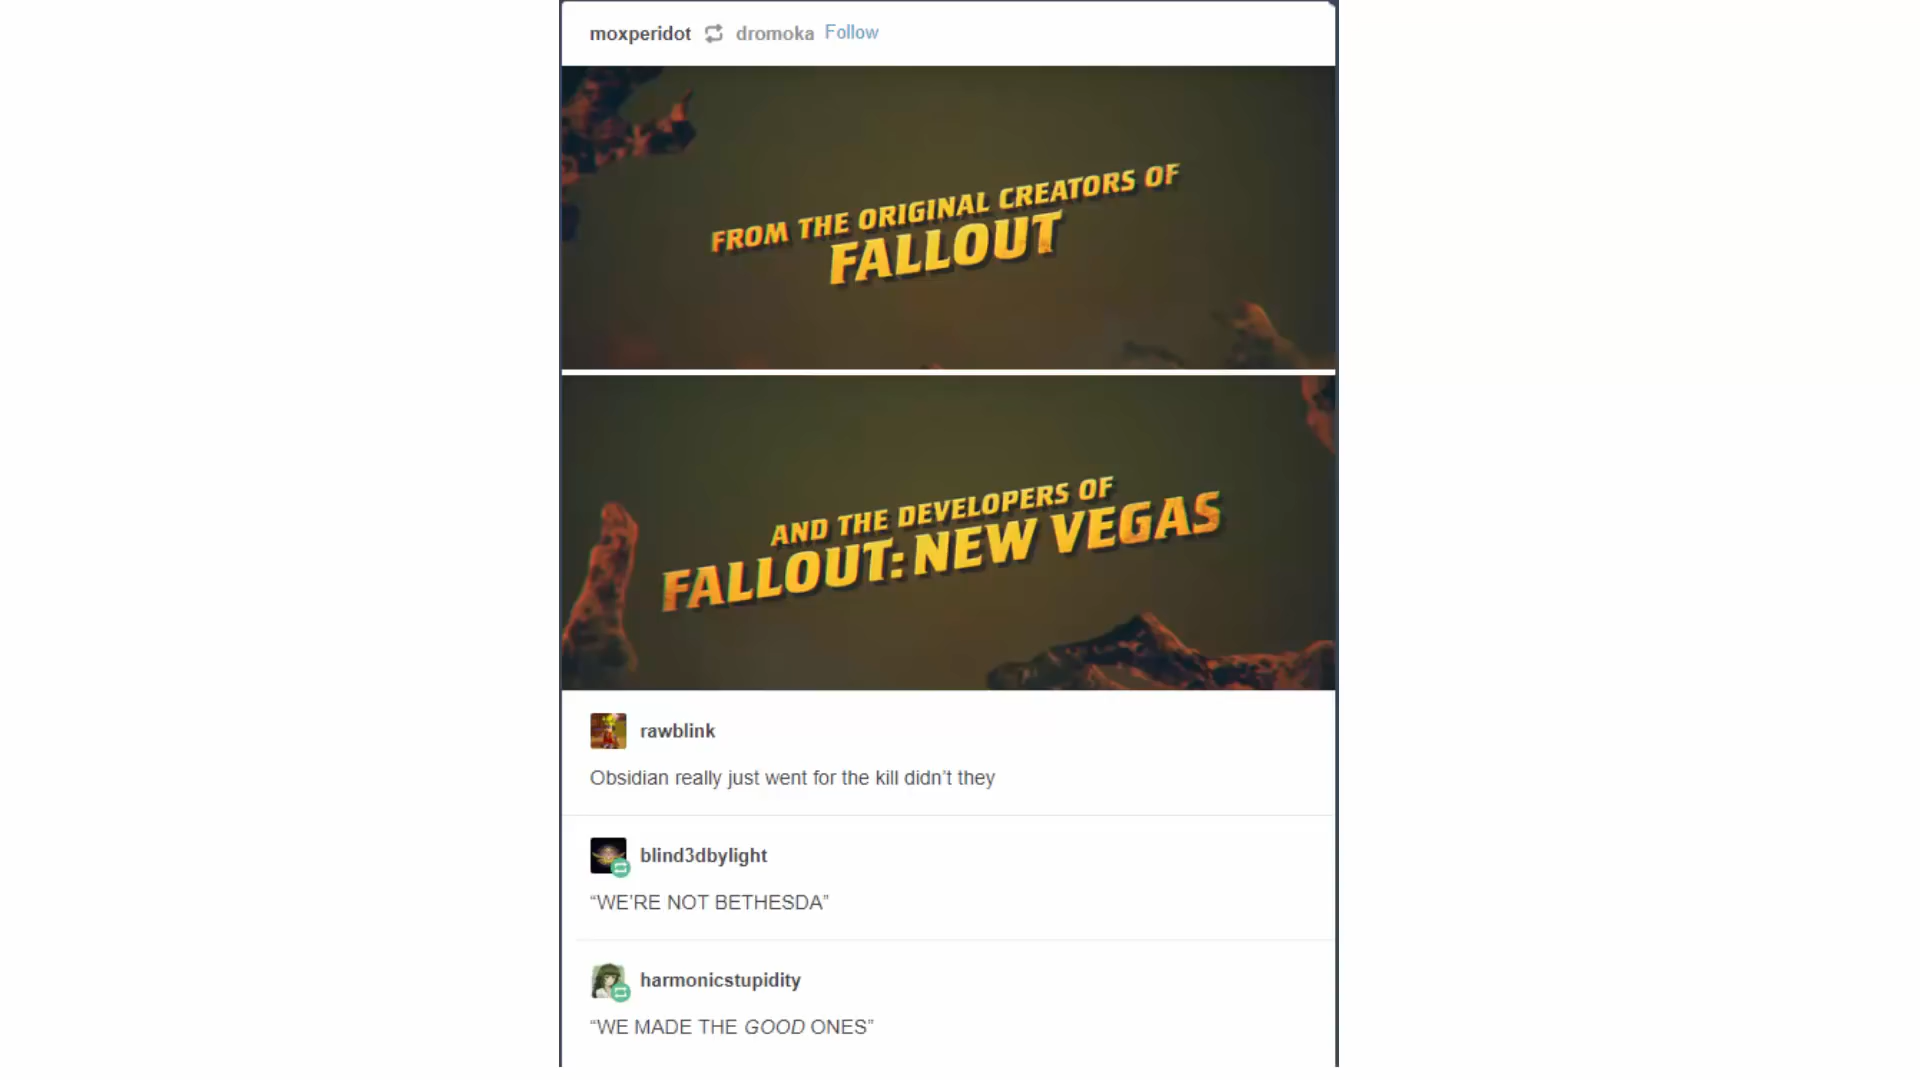 moxperidot dromoka Follow
FROM THE ORIGINAL CREATORS OF
FALLOUT
AND THE DEVELOPERS OF
FALLOUT: NEW VEGAS
rawblink
Obsidian really just went for the kill didn’t they
blind3dbylight
“WE’RE NOT BETHESDA”
harmonicstupidity
“WE MADE THE GOOD ONES”